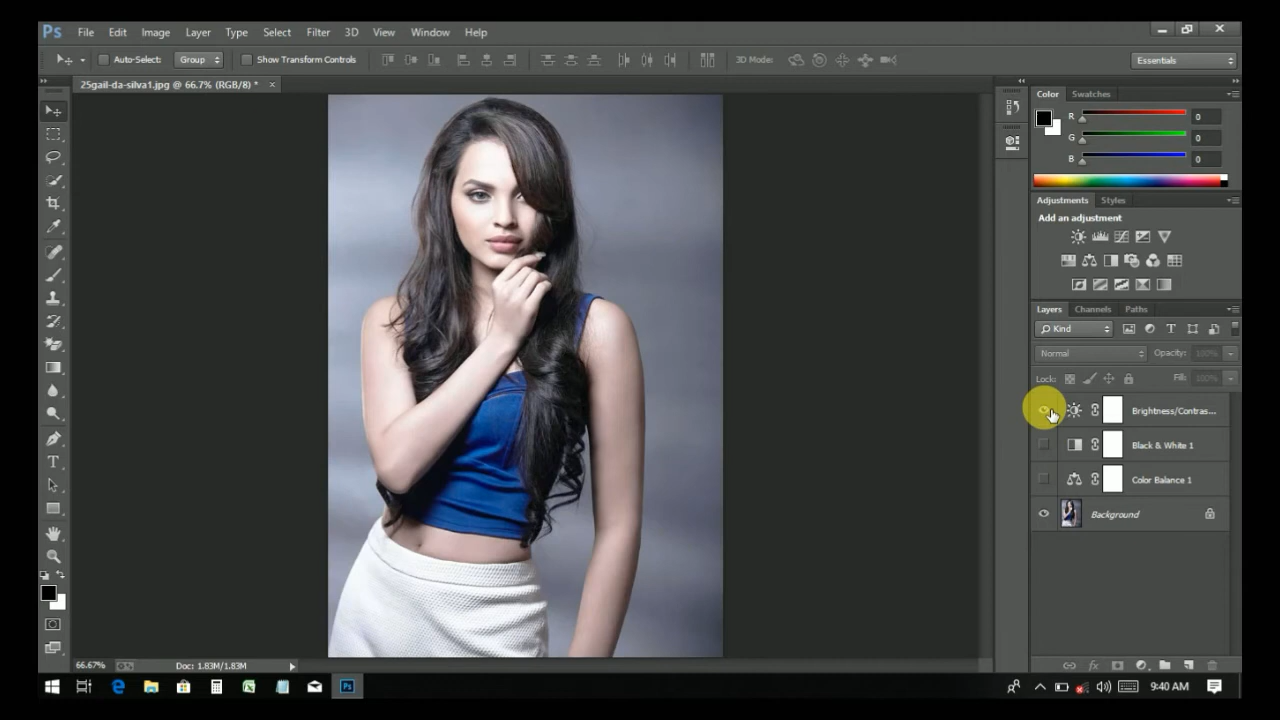 Ps File Edit Image Layer Type Select Filter 3D View Window Help
Auto-Select: Group Show Transform Controls 3D Mode: Essentials
25gail-da-silva1.jpg @ 66.7% (RGB/8) * ×
Color Swatches
R 0
G 0
B 0
Adjustments Styles
Add an adjustment
Layers Channels Paths
Kind
Normal Opacity: 100%
Lock: Fill: 100%
Brightness/Contras...
Black & White 1
Color Balance 1
Background
66.67% Doc: 1.83M/1.83M
9:40 AM